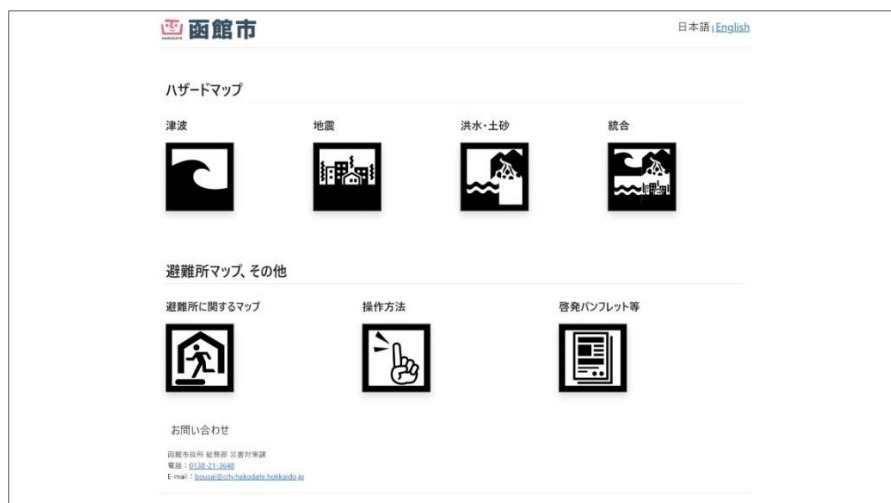 函館市
日本語 | English
ハザードマップ
津波
地震
洪水・土砂
統合
避難所マップ、その他
避難所に関するマップ
操作方法
啓発パンフレット等
お問い合わせ
函館市役所 総務部 災害対策課
電話：0138-21-3648
E-mail：bousai@city.hakodate.hokkaido.jp